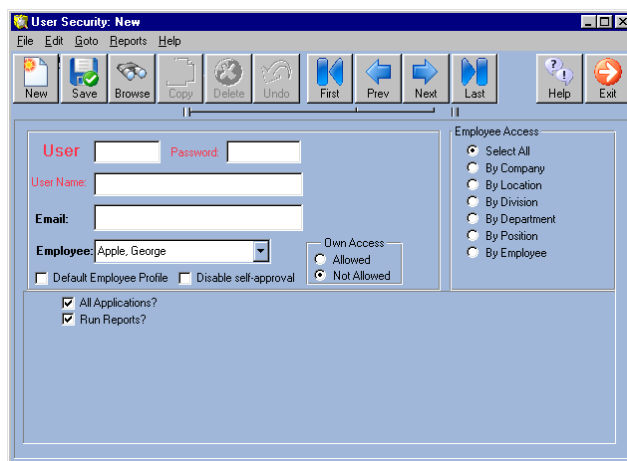 User Security: New
File Edit Goto Reports Help
New Save Browse Copy Delete Undo First Prev Next Last Help Exit
User Password:
User Name:
Email:
Employee: Apple, George
Default Employee Profile Disable self-approval
Own Access
Allowed
Not Allowed
Employee Access
Select All
By Company
By Location
By Division
By Department
By Position
By Employee
All Applications?
Run Reports?